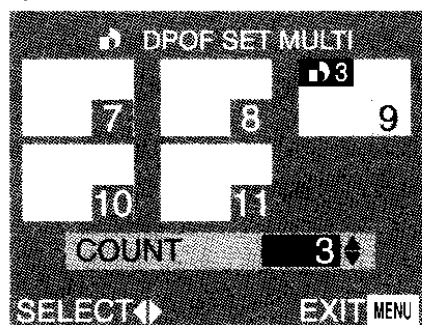 DPOF SET MULTI
3
7 8 9
10 11
COUNT 3
SELECT EXIT MENU